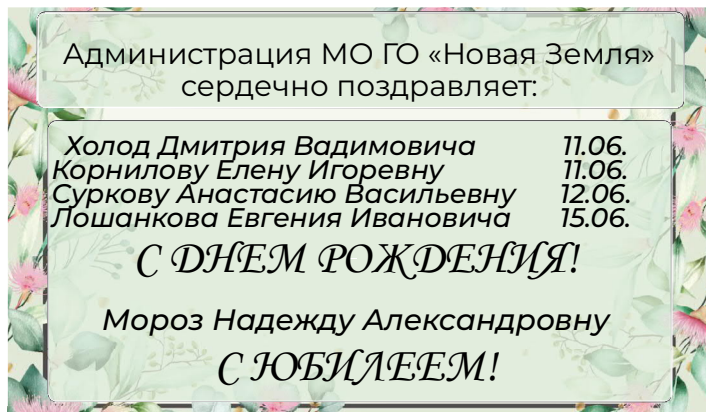 Администрация МО ГО «Новая Земля»
сердечно поздравляет:
Холод Дмитрия Вадимовича 11.06.
Корнилову Елену Игоревну 11.06.
Суркову Анастасию Васильевну 12.06.
Лошанкова Евгения Ивановича 15.06.
С ДНЕМ РОЖДЕНИЯ!
Мороз Надежду Александровну
С ЮБИЛЕЕМ!